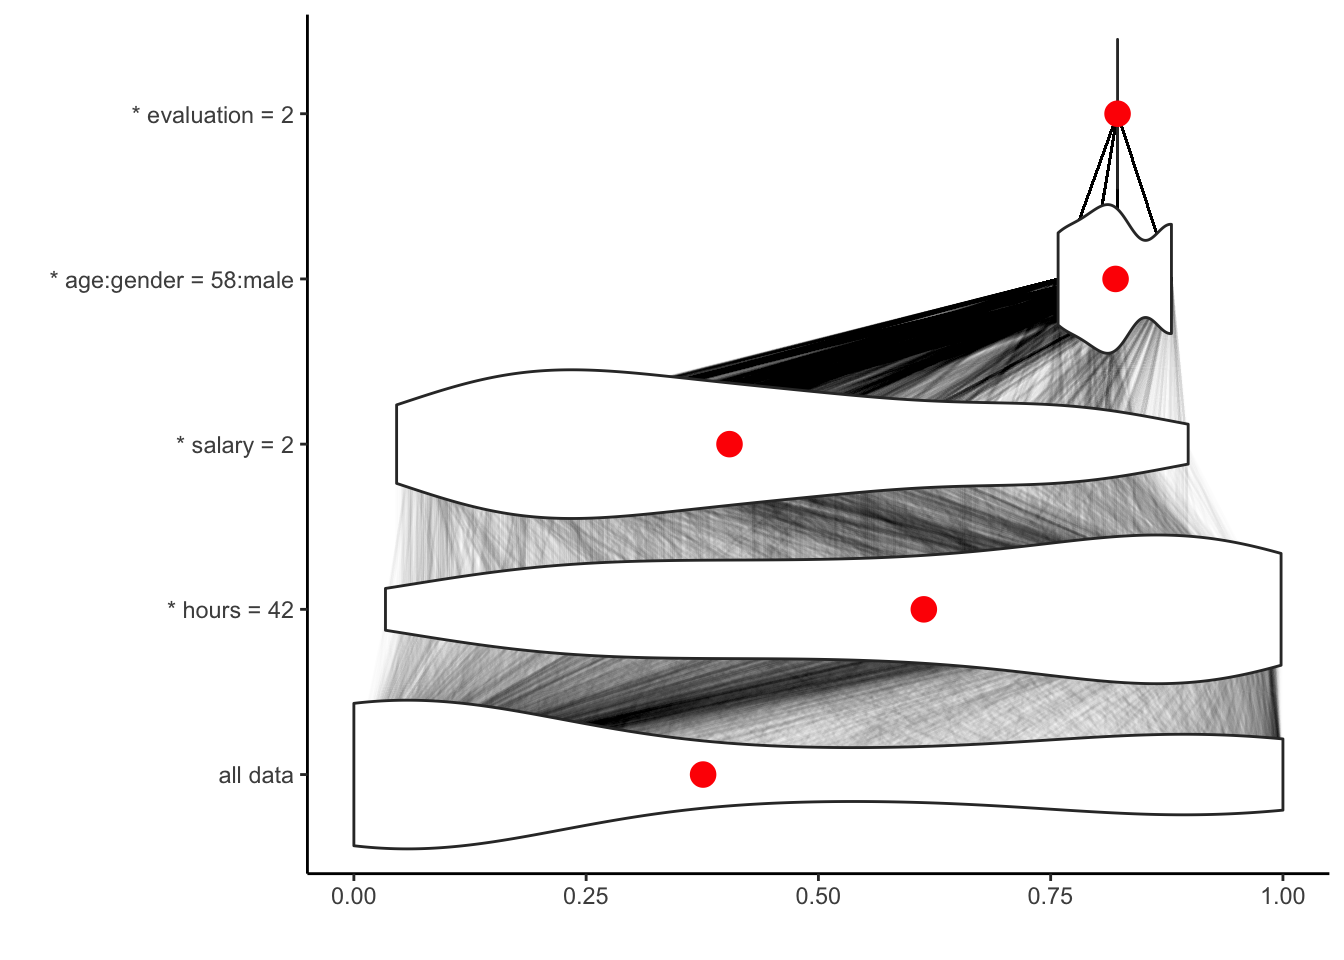 * evaluation = 2
* age:gender = 58:male
* salary = 2
* hours = 42
all data
0.00 0.25 0.50 0.75 1.00